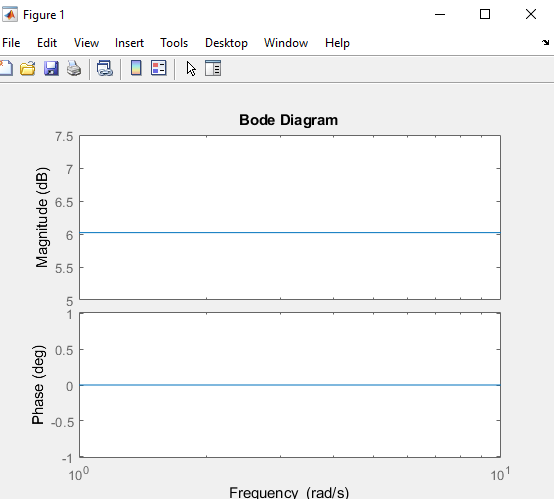 Figure 1
File Edit View Insert Tools Desktop Window Help
Bode Diagram
Magnitude (dB)
7.5
7
6.5
6
5.5
5
Phase (deg)
1
0.5
0
-0.5
-1
10^0 10^1
Frequency (rad/s)